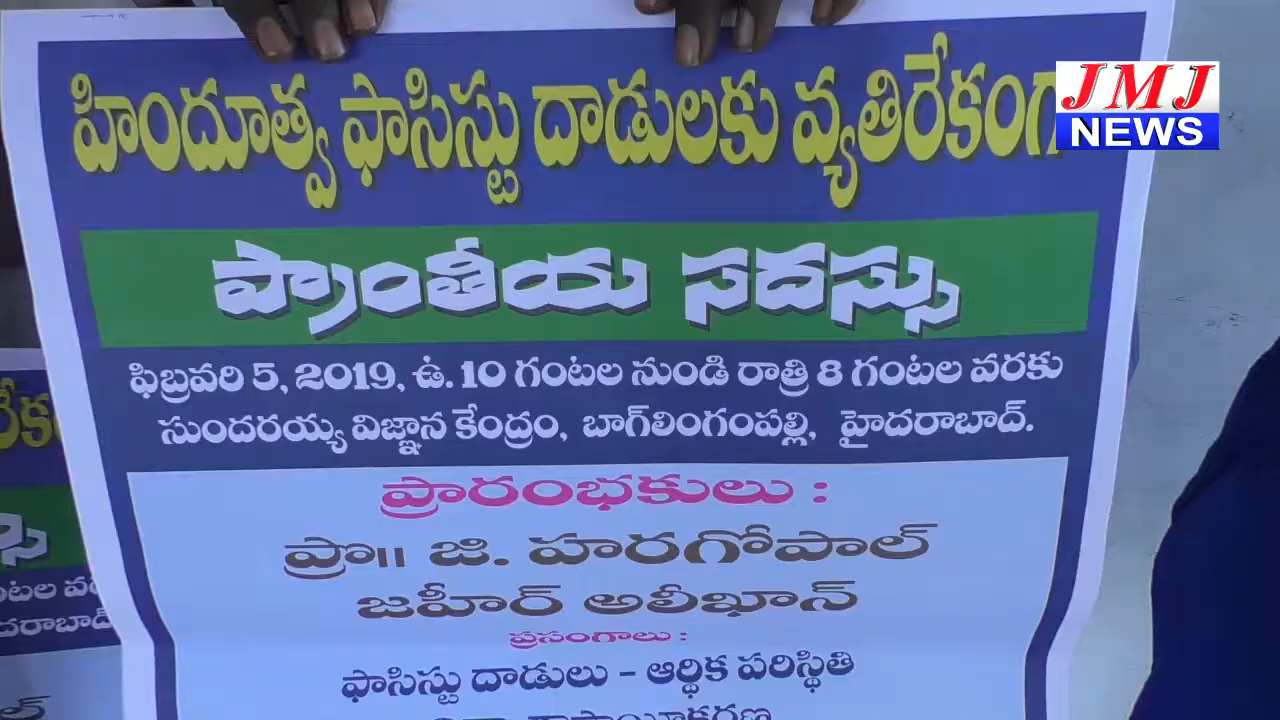 హిందూత్వ ఫాసిస్టు దాడులకు వ్యతిరేకంగా
JMJ
NEWS
ప్రాంతీయ సదస్సు
ఫిబ్రవరి 5, 2019, ఉ. 10 గంటల నుండి రాత్రి 8 గంటల వరకు
సుందరయ్య విజ్ఞాన కేంద్రం, బాగ్‌లింగంపల్లి, హైదరాబాద్.
ప్రారంభకులు :
ప్రొ॥ జి. హరగోపాల్
జహీర్ అలీఖాన్
ప్రసంగాలు :
ఫాసిస్టు దాడులు - ఆర్థిక పరిస్థితి